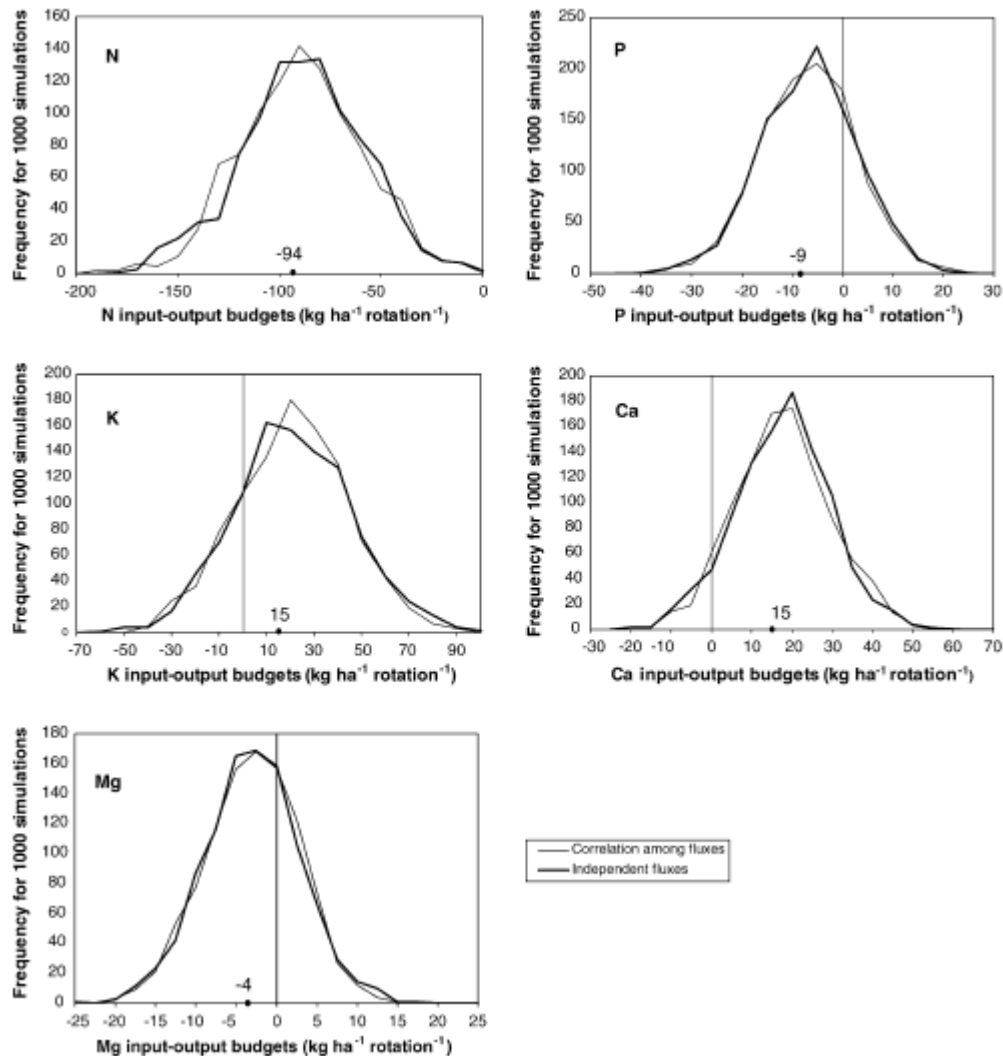 N
Frequency for 1000 simulations
160
140
120
100
80
60
40
20
0
-94
-200 -150 -100 -50 0
N input-output budgets (kg ha⁻¹ rotation⁻¹)
P
Frequency for 1000 simulations
250
200
150
100
50
0
-9
-50 -40 -30 -20 -10 0 10 20 30
P input-output budgets (kg ha⁻¹ rotation⁻¹)
K
Frequency for 1000 simulations
200
180
160
140
120
100
80
60
40
20
0
15
-70 -50 -30 -10 10 30 50 70 90
K input-output budgets (kg ha⁻¹ rotation⁻¹)
Ca
Frequency for 1000 simulations
200
180
160
140
120
100
80
60
40
20
0
15
-30 -20 -10 0 10 20 30 40 50 60 70
Ca input-output budgets (kg ha⁻¹ rotation⁻¹)
Mg
Frequency for 1000 simulations
180
160
140
120
100
80
60
40
20
0
-4
-25 -20 -15 -10 -5 0 5 10 15 20 25
Mg input-output budgets (kg ha⁻¹ rotation⁻¹)
Correlation among fluxes
Independent fluxes